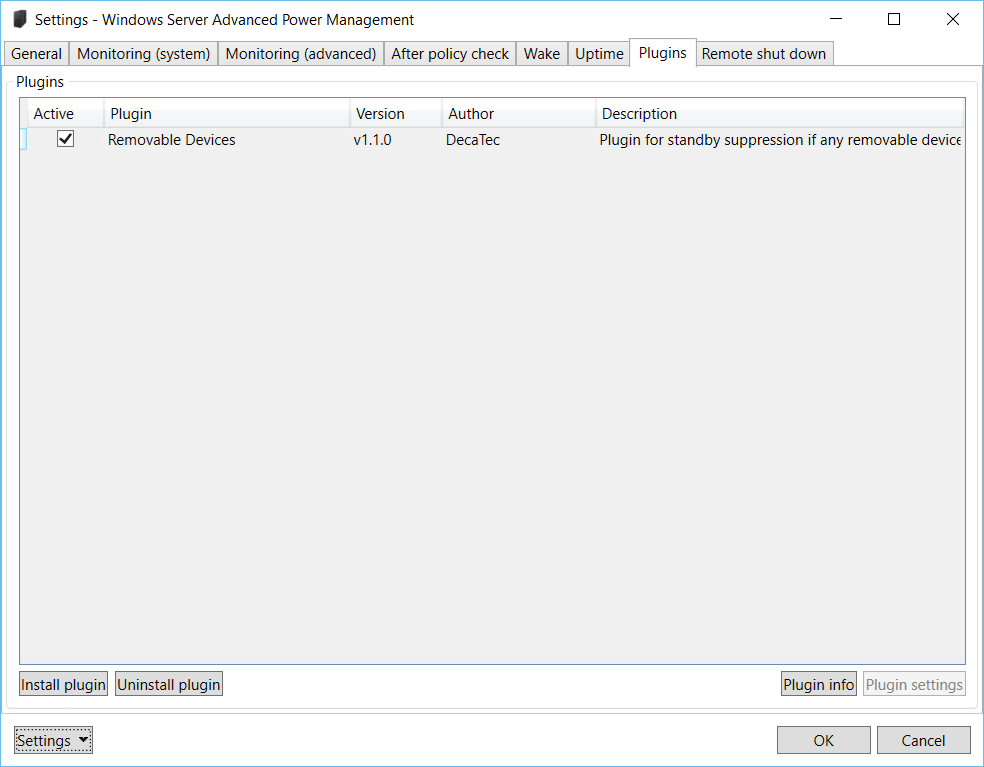 Settings - Windows Server Advanced Power Management
General Monitoring (system) Monitoring (advanced) After policy check Wake Uptime Plugins Remote shut down
Plugins
Active Plugin Version Author Description
Removable Devices v1.1.0 DecaTec Plugin for standby suppression if any removable device
Install plugin Uninstall plugin Plugin info Plugin settings
Settings OK Cancel